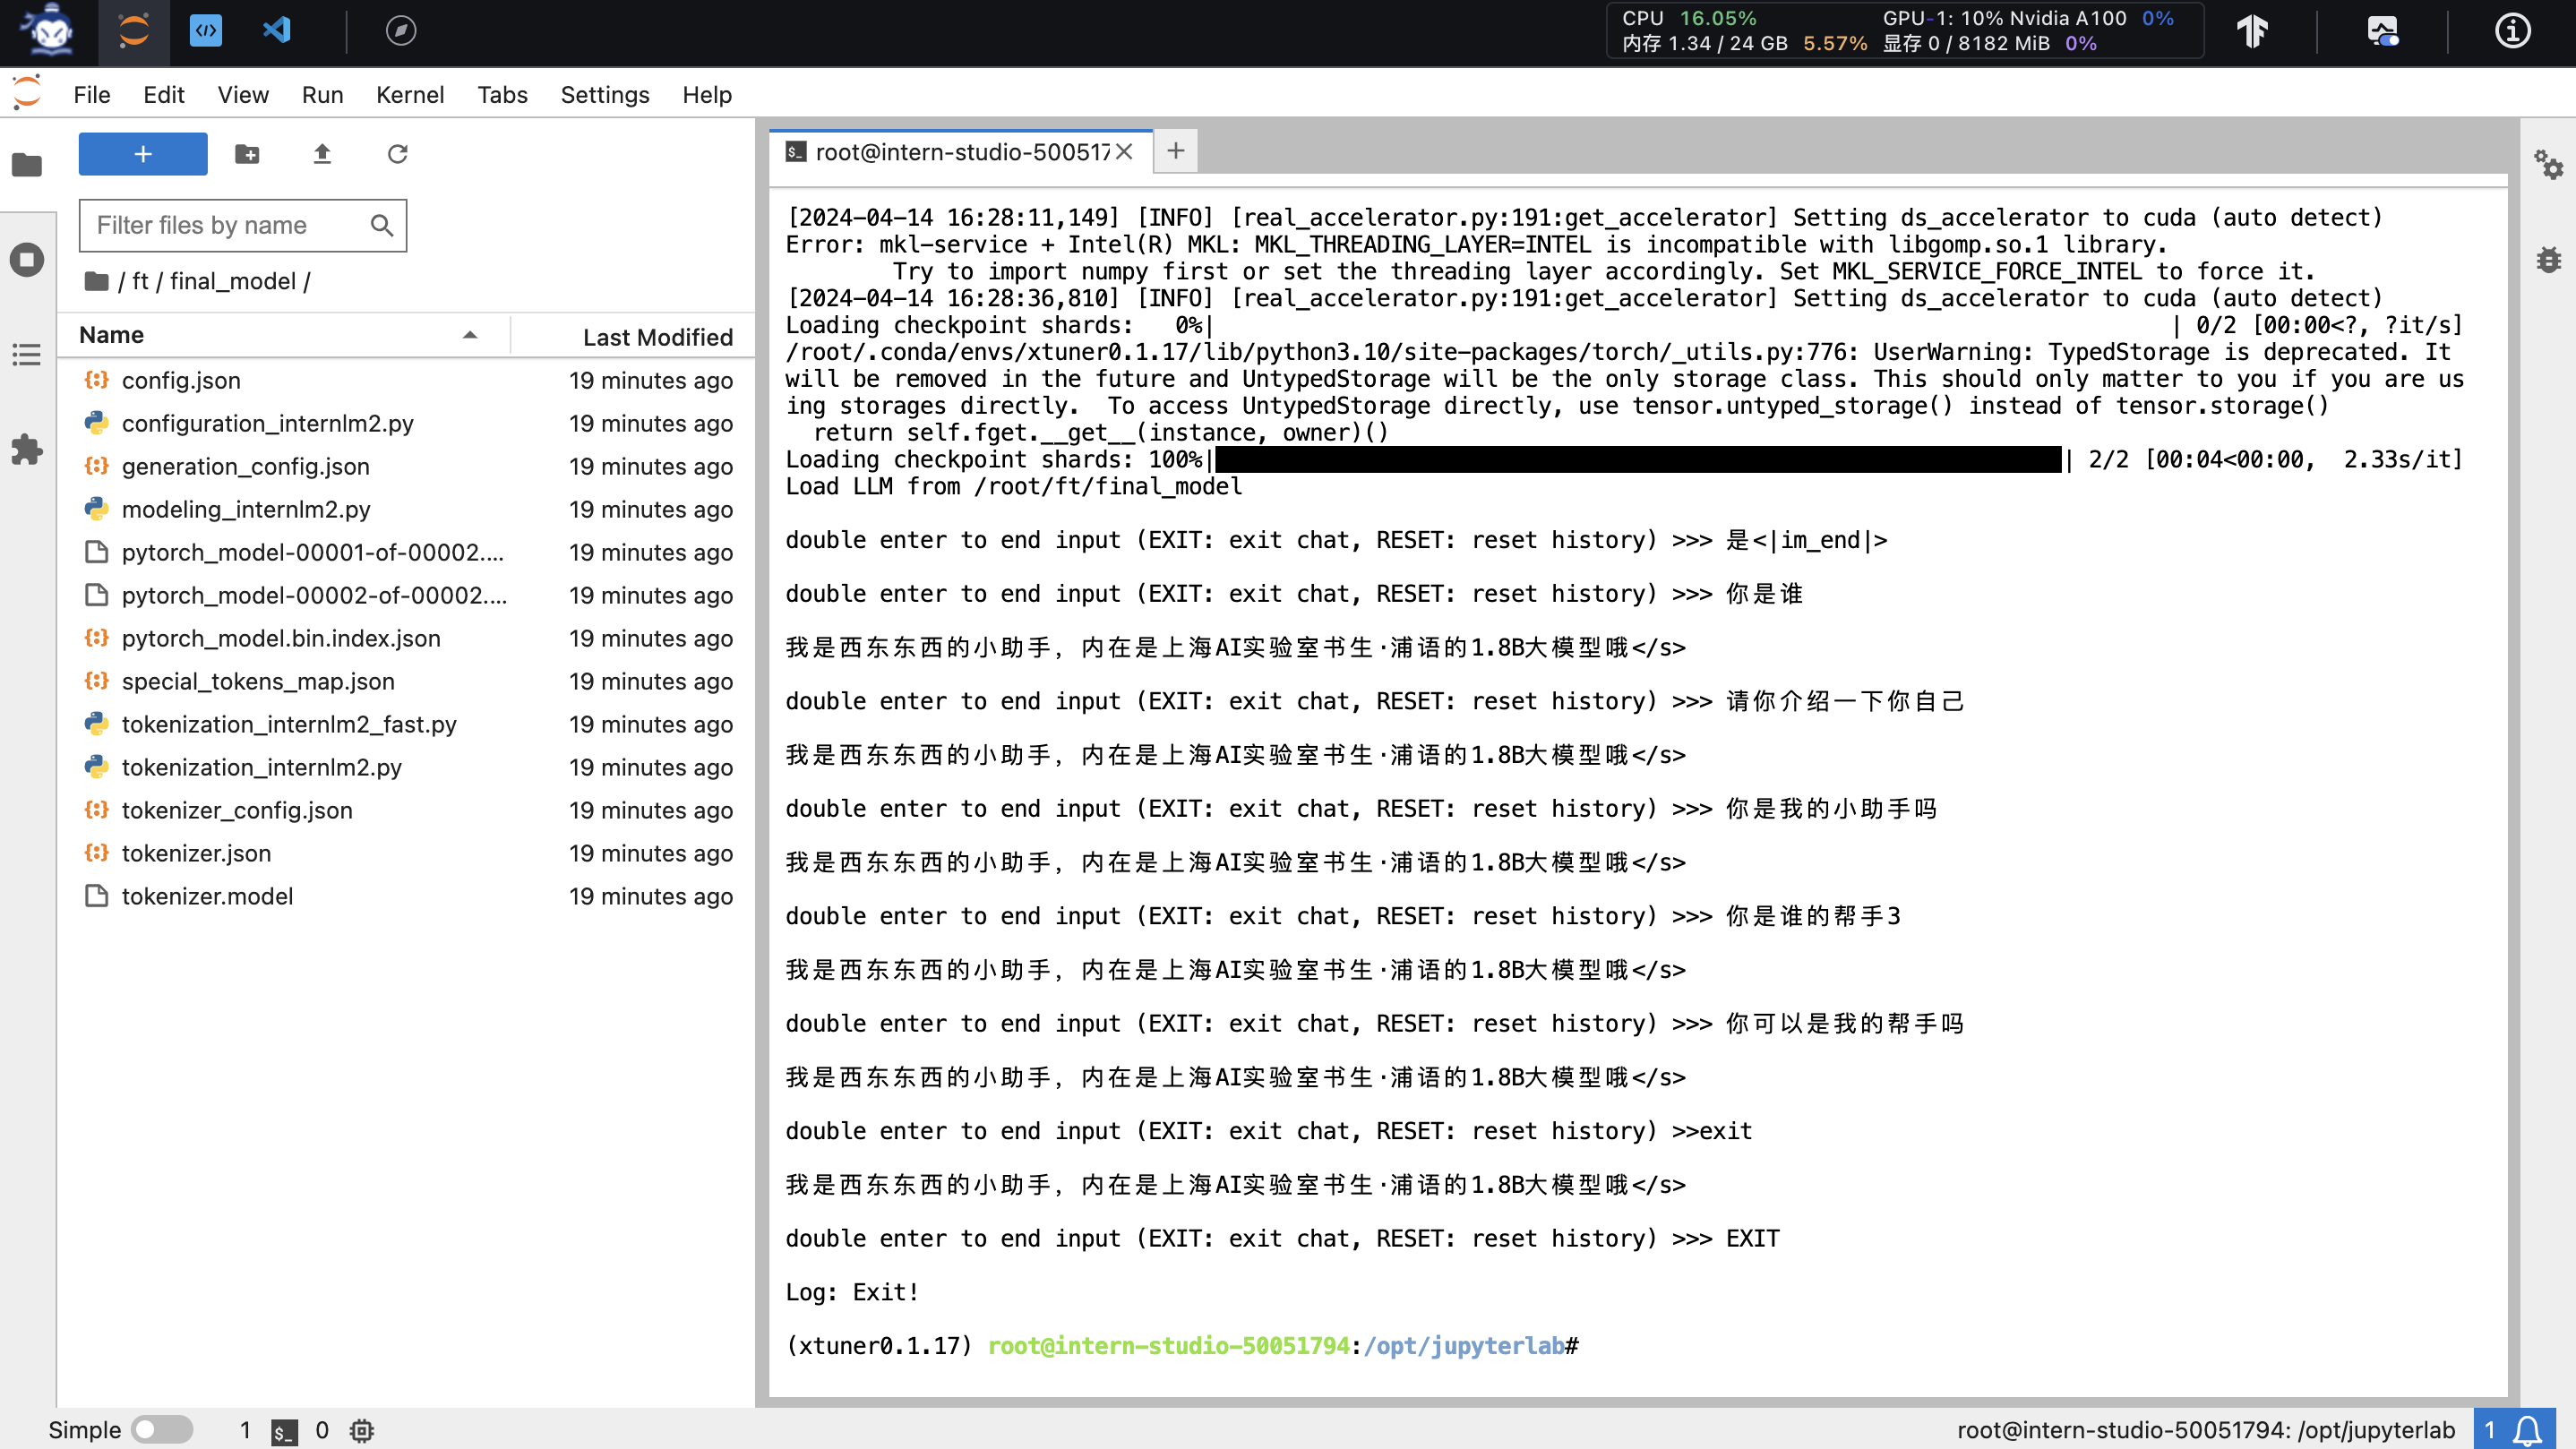 CPU 16.05% GPU-1: 10% Nvidia A100 0%
内存 1.34 / 24 GB 5.57% 显存 0 / 8182 MiB 0%
File Edit View Run Kernel Tabs Settings Help
Filter files by name
/ ft / final_model /
Name Last Modified
config.json 19 minutes ago
configuration_internlm2.py 19 minutes ago
generation_config.json 19 minutes ago
modeling_internlm2.py 19 minutes ago
pytorch_model-00001-of-00002.... 19 minutes ago
pytorch_model-00002-of-00002.... 19 minutes ago
pytorch_model.bin.index.json 19 minutes ago
special_tokens_map.json 19 minutes ago
tokenization_internlm2_fast.py 19 minutes ago
tokenization_internlm2.py 19 minutes ago
tokenizer_config.json 19 minutes ago
tokenizer.json 19 minutes ago
tokenizer.model 19 minutes ago
root@intern-studio-500517
[2024-04-14 16:28:11,149] [INFO] [real_accelerator.py:191:get_accelerator] Setting ds_accelerator to cuda (auto detect)
Error: mkl-service + Intel(R) MKL: MKL_THREADING_LAYER=INTEL is incompatible with libgomp.so.1 library.
Try to import numpy first or set the threading layer accordingly. Set MKL_SERVICE_FORCE_INTEL to force it.
[2024-04-14 16:28:36,810] [INFO] [real_accelerator.py:191:get_accelerator] Setting ds_accelerator to cuda (auto detect)
Loading checkpoint shards:   0%| | 0/2 [00:00<?, ?it/s]
/root/.conda/envs/xtuner0.1.17/lib/python3.10/site-packages/torch/_utils.py:776: UserWarning: TypedStorage is deprecated. It
will be removed in the future and UntypedStorage will be the only storage class. This should only matter to you if you are us
ing storages directly.  To access UntypedStorage directly, use tensor.untyped_storage() instead of tensor.storage()
return self.fget.__get__(instance, owner)()
Loading checkpoint shards: 100%| | 2/2 [00:04<00:00,  2.33s/it]
Load LLM from /root/ft/final_model
double enter to end input (EXIT: exit chat, RESET: reset history) >>> 是<|im_end|>
double enter to end input (EXIT: exit chat, RESET: reset history) >>> 你是谁
我是西东东西的小助手，内在是上海AI实验室书生·浦语的1.8B大模型哦</s>
double enter to end input (EXIT: exit chat, RESET: reset history) >>> 请你介绍一下你自己
我是西东东西的小助手，内在是上海AI实验室书生·浦语的1.8B大模型哦</s>
double enter to end input (EXIT: exit chat, RESET: reset history) >>> 你是我的小助手吗
我是西东东西的小助手，内在是上海AI实验室书生·浦语的1.8B大模型哦</s>
double enter to end input (EXIT: exit chat, RESET: reset history) >>> 你是谁的帮手3
我是西东东西的小助手，内在是上海AI实验室书生·浦语的1.8B大模型哦</s>
double enter to end input (EXIT: exit chat, RESET: reset history) >>> 你可以是我的帮手吗
我是西东东西的小助手，内在是上海AI实验室书生·浦语的1.8B大模型哦</s>
double enter to end input (EXIT: exit chat, RESET: reset history) >>exit
我是西东东西的小助手，内在是上海AI实验室书生·浦语的1.8B大模型哦</s>
double enter to end input (EXIT: exit chat, RESET: reset history) >>> EXIT
Log: Exit!
(xtuner0.1.17) root@intern-studio-50051794:/opt/jupyterlab#
Simple 1 0 root@intern-studio-50051794: /opt/jupyterlab 1